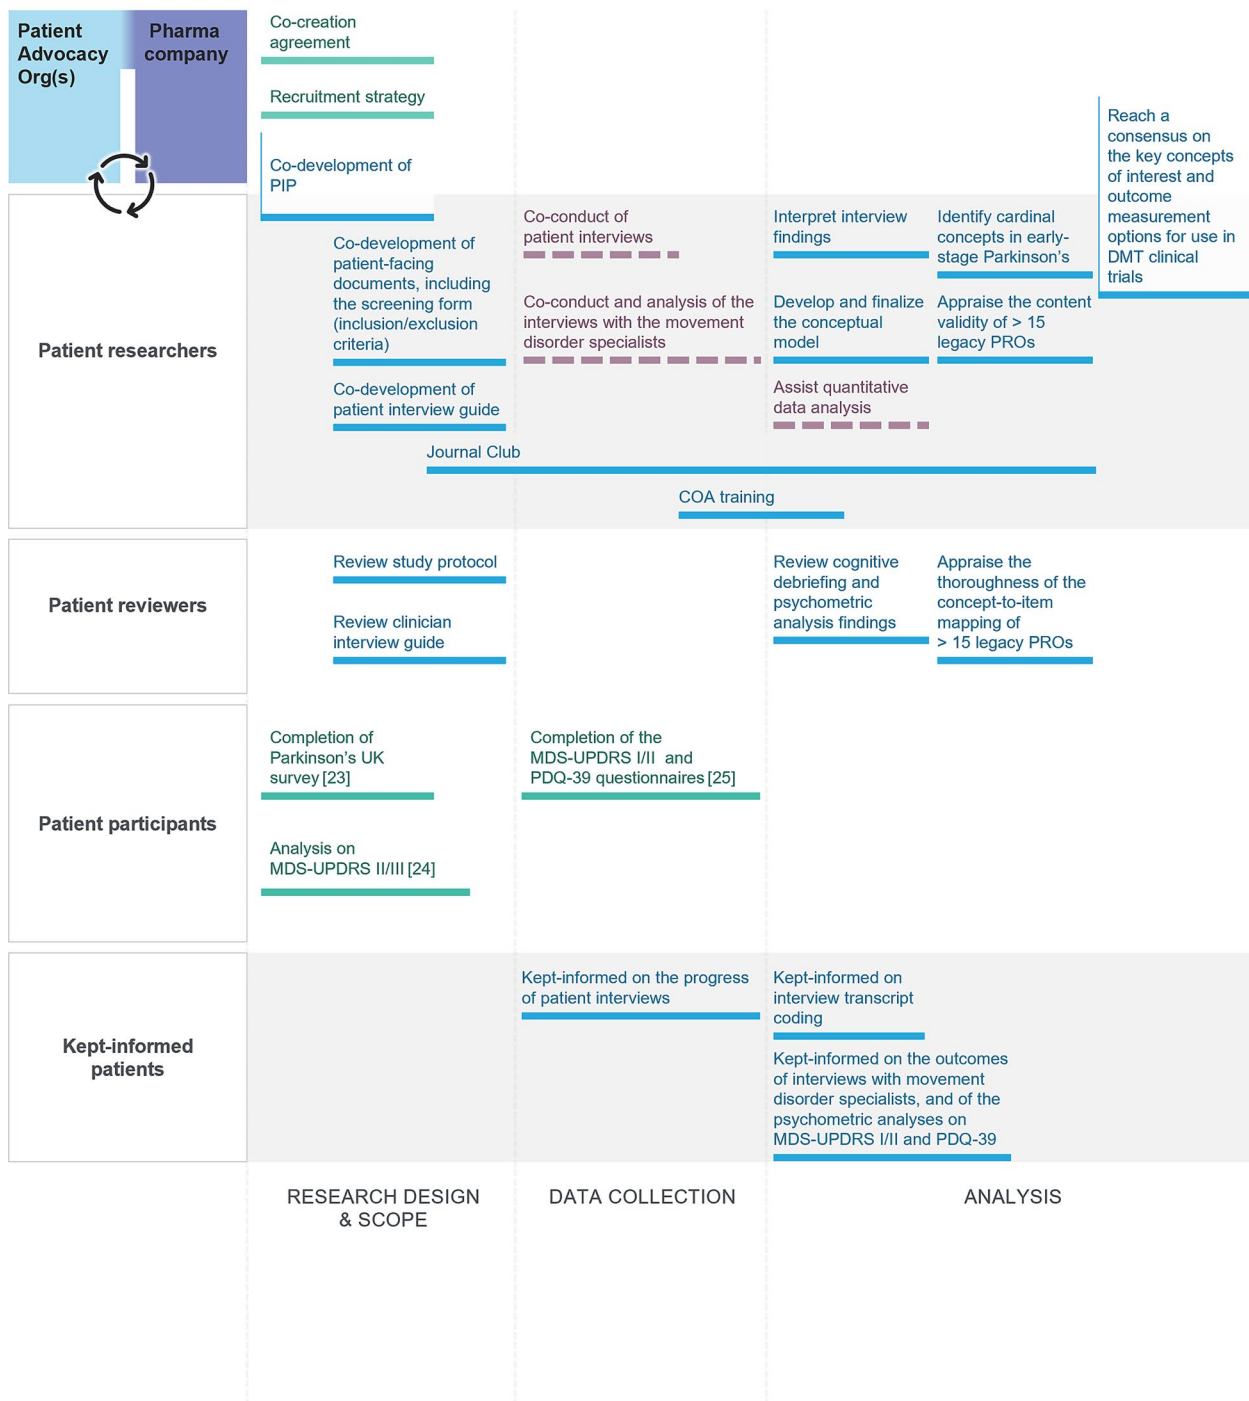 Patient
Advocacy
Org(s)
Pharma
company
Co-creation
agreement
Recruitment strategy
Co-development of
PIP
Reach a
consensus on
the key concepts
of interest and
outcome
measurement
options for use in
DMT clinical
trials
Patient researchers
Co-development of
patient-facing
documents, including
the screening form
(inclusion/exclusion
criteria)
Co-development of
patient interview guide
Co-conduct of
patient interviews
Co-conduct and analysis of the
interviews with the movement
disorder specialists
Interpret interview
findings
Develop and finalize
the conceptual
model
Assist quantitative
data analysis
Identify cardinal
concepts in early-
stage Parkinson’s
Appraise the content
validity of > 15
legacy PROs
Journal Club
COA training
Patient reviewers
Review study protocol
Review clinician
interview guide
Review cognitive
debriefing and
psychometric
analysis findings
Appraise the
thoroughness of the
concept-to-item
mapping of
> 15 legacy PROs
Patient participants
Completion of
Parkinson’s UK
survey [23]
Analysis on
MDS-UPDRS II/III [24]
Completion of the
MDS-UPDRS I/II and
PDQ-39 questionnaires [25]
Kept-informed
patients
Kept-informed on the progress
of patient interviews
Kept-informed on
interview transcript
coding
Kept-informed on the outcomes
of interviews with movement
disorder specialists, and of the
psychometric analyses on
MDS-UPDRS I/II and PDQ-39
RESEARCH DESIGN
& SCOPE
DATA COLLECTION
ANALYSIS